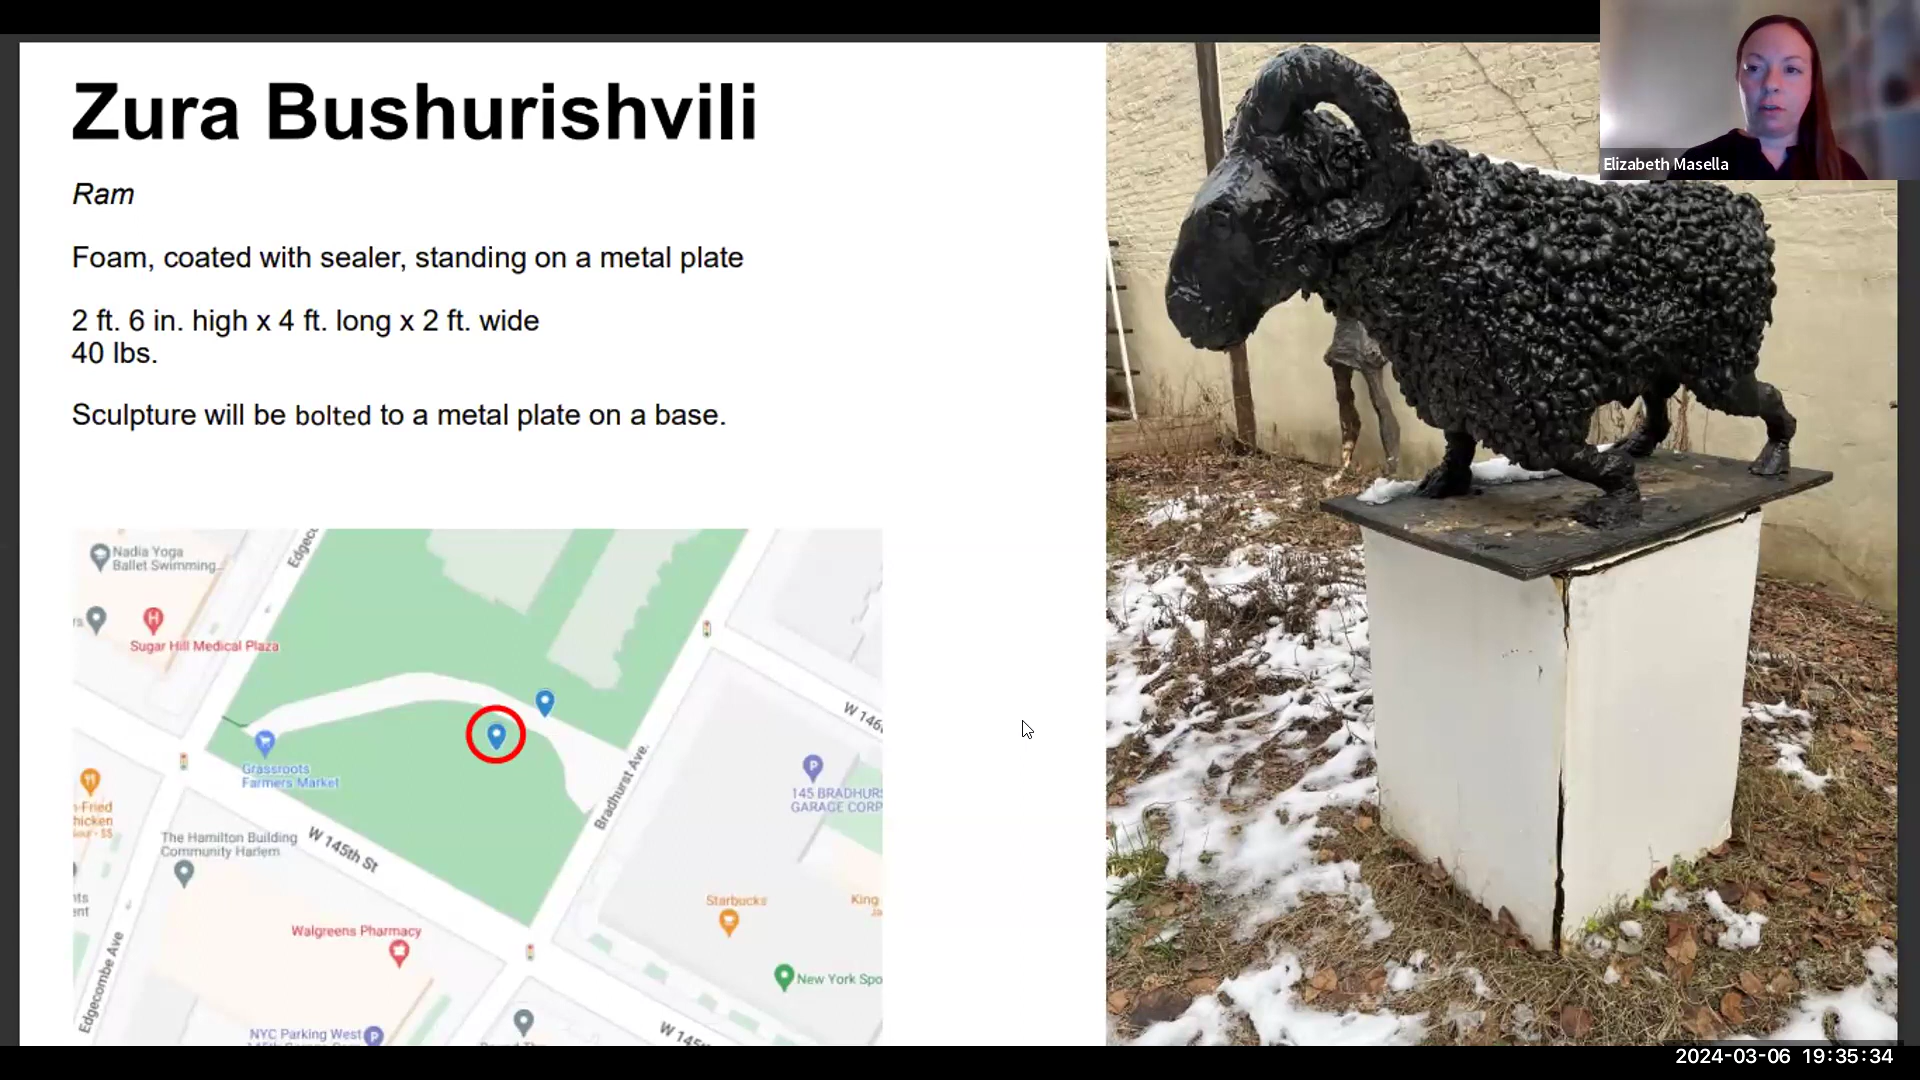 Zura Bushurishvili
Elizabeth Masella
Ram
Foam, coated with sealer, standing on a metal plate
2 ft. 6 in. high x 4 ft. long x 2 ft. wide
40 lbs.
Sculpture will be bolted to a metal plate on a base.
Nadia Yoga
Ballet Swimming...
Sugar Hill Medical Plaza
W 146
Bradhurst Ave.
Grassroots
Farmers Market
145 BRADHURS
GARAGE CORP
-Fried
hicken
The Hamilton Building
Community Harlem
W 145th St
Starbucks
King
Walgreens Pharmacy
New York Spo
Edgecombe Ave
NYC Parking West
W 145t
2024-03-06 19:35:34